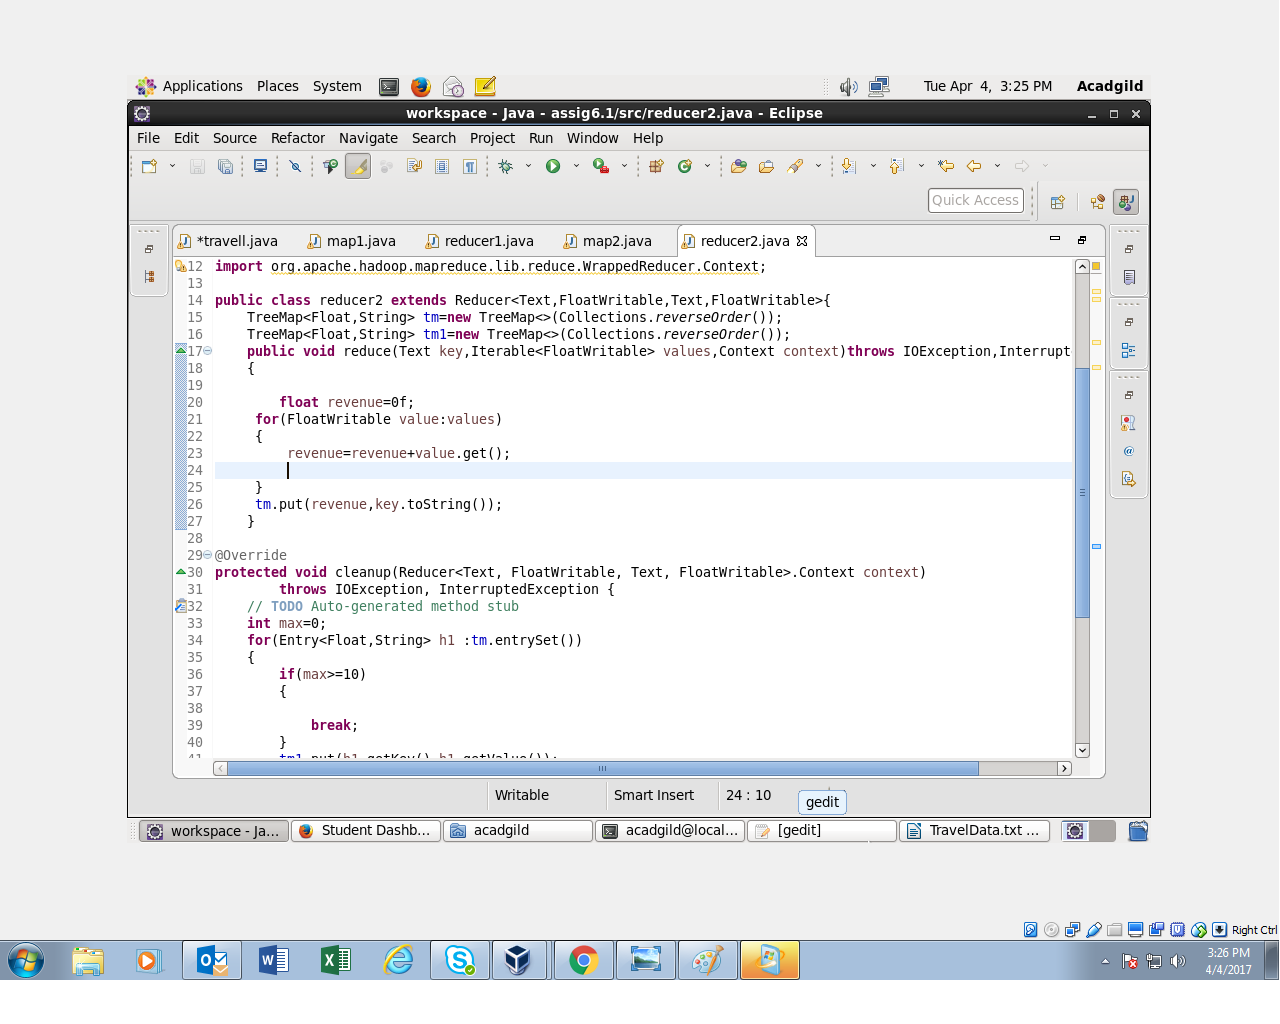 Applications Places System Tue Apr 4, 3:25 PM Acadgild
workspace - Java - assig6.1/src/reducer2.java - Eclipse
File Edit Source Refactor Navigate Search Project Run Window Help
Quick Access
*travell.java map1.java reducer1.java map2.java reducer2.java
12 import org.apache.hadoop.mapreduce.lib.reduce.WrappedReducer.Context;
13
14 public class reducer2 extends Reducer<Text,FloatWritable,Text,FloatWritable>{
15 TreeMap<Float,String> tm=new TreeMap<>(Collections.reverseOrder());
16 TreeMap<Float,String> tm1=new TreeMap<>(Collections.reverseOrder());
17 public void reduce(Text key,Iterable<FloatWritable> values,Context context)throws IOException,Interrupt
18 {
19
20 float revenue=0f;
21 for(FloatWritable value:values)
22 {
23 revenue=revenue+value.get();
24
25 }
26 tm.put(revenue,key.toString());
27 }
28
29 @Override
30 protected void cleanup(Reducer<Text, FloatWritable, Text, FloatWritable>.Context context)
31 throws IOException, InterruptedException {
32 // TODO Auto-generated method stub
33 int max=0;
34 for(Entry<Float,String> h1 :tm.entrySet())
35 {
36 if(max>=10)
37 {
38
39 break;
40 }
41 tm1.put(h1.getKey(),h1.getValue());
Writable Smart Insert 24 : 10
gedit
workspace - Ja... Student Dashb... acadgild acadgild@local... [gedit] TravelData.txt ...
Right Ctrl
3:26 PM
4/4/2017